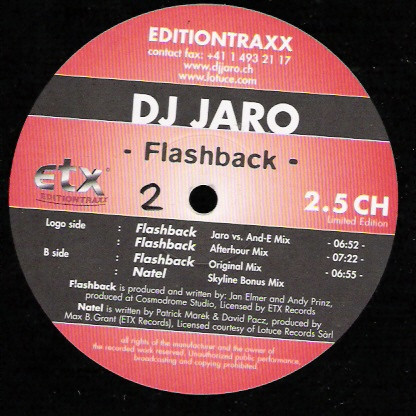 EDITIONTRAXX
contact fax: +41 1 493 21 17
www.djjaro.ch
www.lotuce.com
DJ JARO
- Flashback -
etx
EDITIONTRAXX
2
2.5 CH
Limited Edition
Logo side : Flashback Jaro vs. And-E Mix - 06:52 -
: Flashback Afterhour Mix - 07:22 -
B side : Flashback Original Mix - 06:55 -
: Natel Skyline Bonus Mix
Flashback is produced and written by: Jan Elmer and Andy Prinz,
produced at Cosmodrome Studio, Licensed by ETX Records
Natel is written by Patrick Marek & David Pacz, produced by
Max B. Grant (ETX Records), Licensed courtesy of Lotuce Records Sàrl
all rights of the manufacturer and the owner of
the recorded work reserved. Unauthorized public performance,
broadcasting and copying prohibited